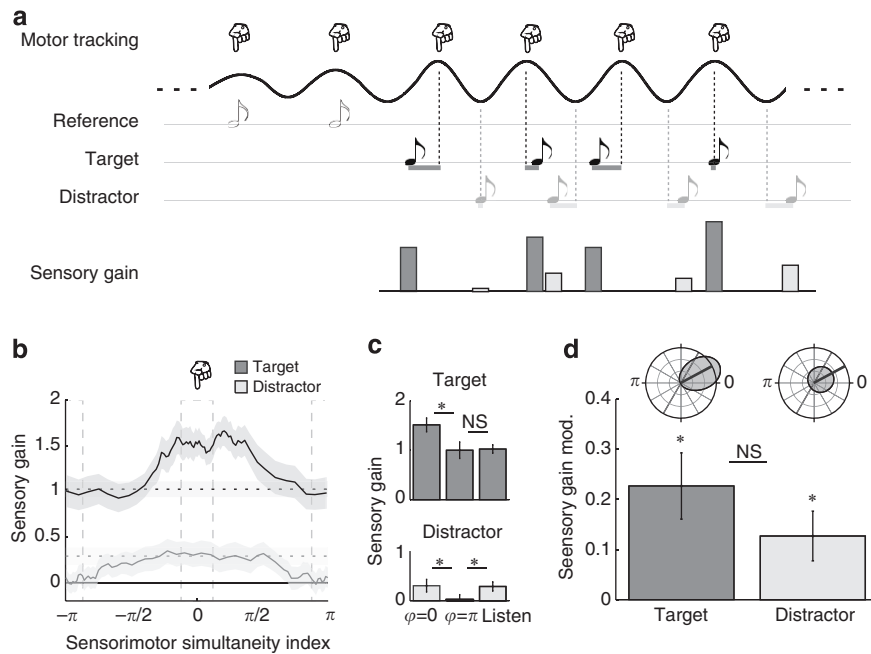 a
Motor tracking
Reference
Target
Distractor
Sensory gain
b
Target
Distractor
2
1.5
1
0.5
0
Sensory gain
−π −π/2 0 π/2 π
Sensorimotor simultaneity index
c
Target
2
1
0
* NS
Distractor
1
0
* *
Sensory gain
φ=0 φ=π Listen
d
π 0 π 0
0.4
0.3
0.2
0.1
0
Seensory gain mod.
* NS *
Target Distractor